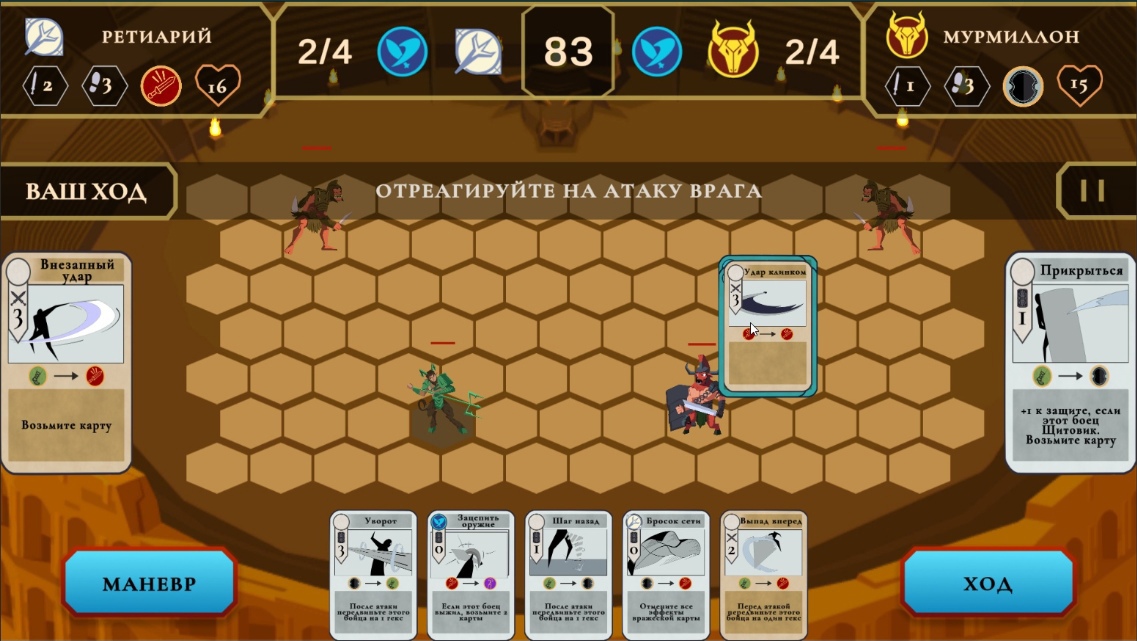 РЕТИАРИЙ
2
3
16
2/4
83
2/4
МУРМИЛЛОН
1
3
15
ВАШ ХОД
ОТРЕАГИРУЙТЕ НА АТАКУ ВРАГА
Внезапный
удар
3
Возьмите карту
Удар клинком
3
Прикрыться
1
+1 к защите, если
этот боец
Щитовик.
Возьмите карту
Уворот
3
После атаки
передвиньте этого
бойца на 1 гекс
Зацепить
оружие
0
Если этот боец
выжил, возьмите 2
карты
Шаг назад
1
После атаки
передвиньте этого
бойца на 1 гекс
Бросок сети
0
Отмените все
эффекты
вражеской карты
Выпад вперед
2
Перед атакой
передвиньте этого
бойца на один гекс
МАНЕВР
ХОД